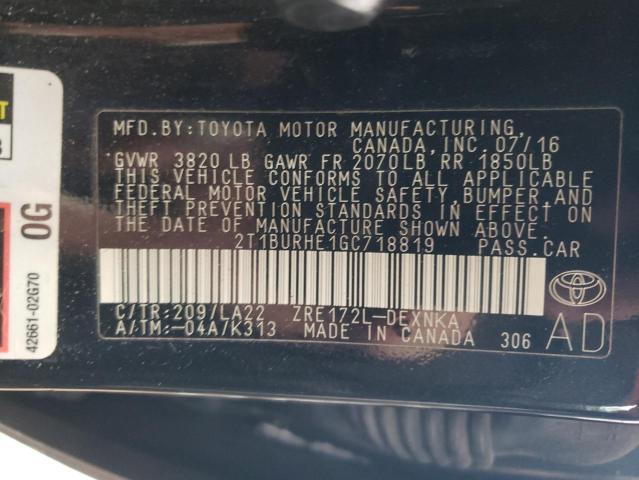 MFD.BY:TOYOTA MOTOR MANUFACTURING,
CANADA,INC. 07/16
GVWR 3820 LB GAWR FR 2070LB RR 1850LB
THIS VEHICLE CONFORMS TO ALL APPLICABLE
FEDERAL MOTOR VEHICLE SAFETY,BUMPER,AND
THEFT PREVENTION STANDARDS IN EFFECT ON
THE DATE OF MANUFACTURE SHOWN ABOVE.
2T1BURHE1GC718819 PASS.CAR
C/TR:209/LA22 ZRE172L-DEXNKA
A/TM:-04A/K313 MADE IN CANADA 306 AD
0G
42661-02G70